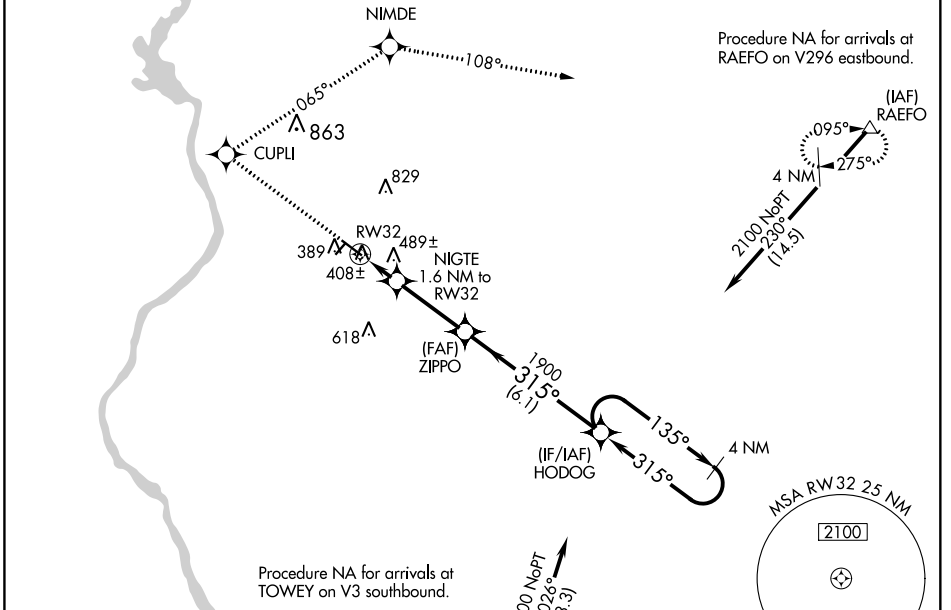 NIMDE
Procedure NA for arrivals at
RAEFO on V296 eastbound.
108°
(IAF)
RAEFO
065°
863
095°
CUPLI
275°
4 NM
829
2100 NoPT
230°
(14.5)
RW32
389
489±
408±
NIGTE
1.6 NM to
RW32
618
(FAF)
ZIPPO
1900
315°
(6.1)
135°
4 NM
(IF/IAF)
HODOG
315°
MSA RW32 25 NM
2100
Procedure NA for arrivals at
TOWEY on V3 southbound.
NoPT
026°